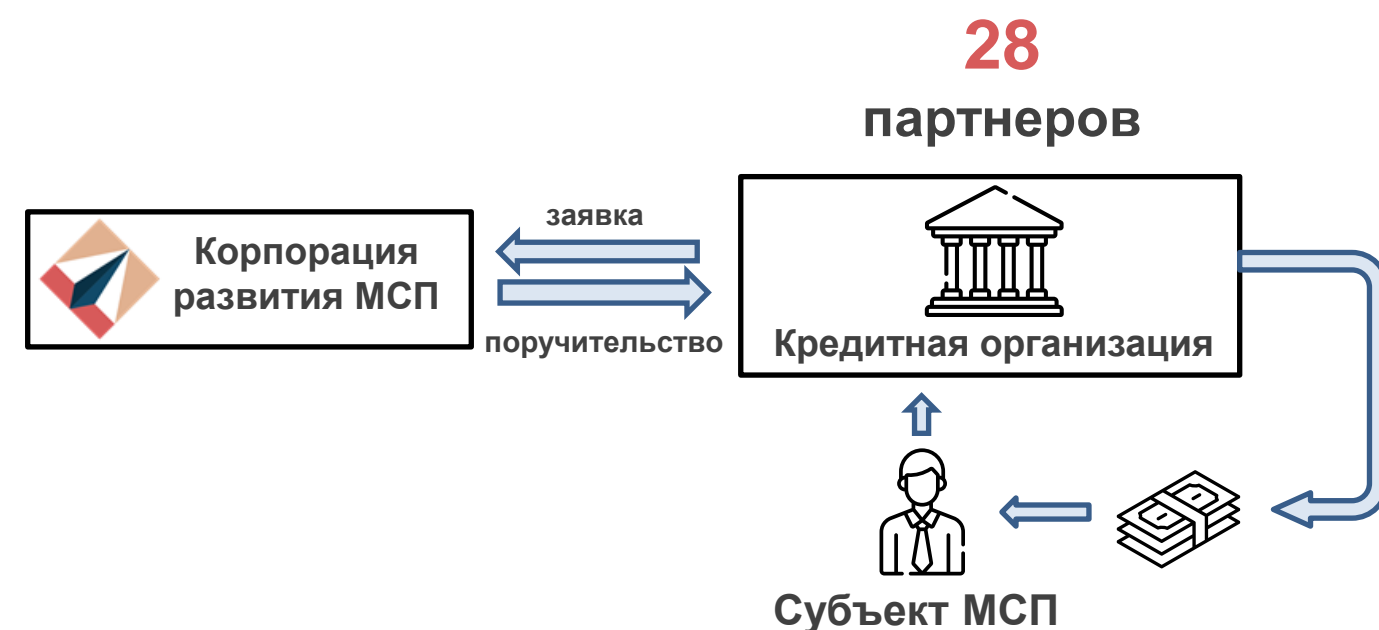 28
партнеров
заявка
Корпорация
развития МСП
поручительство
Кредитная организация
Субъект МСП